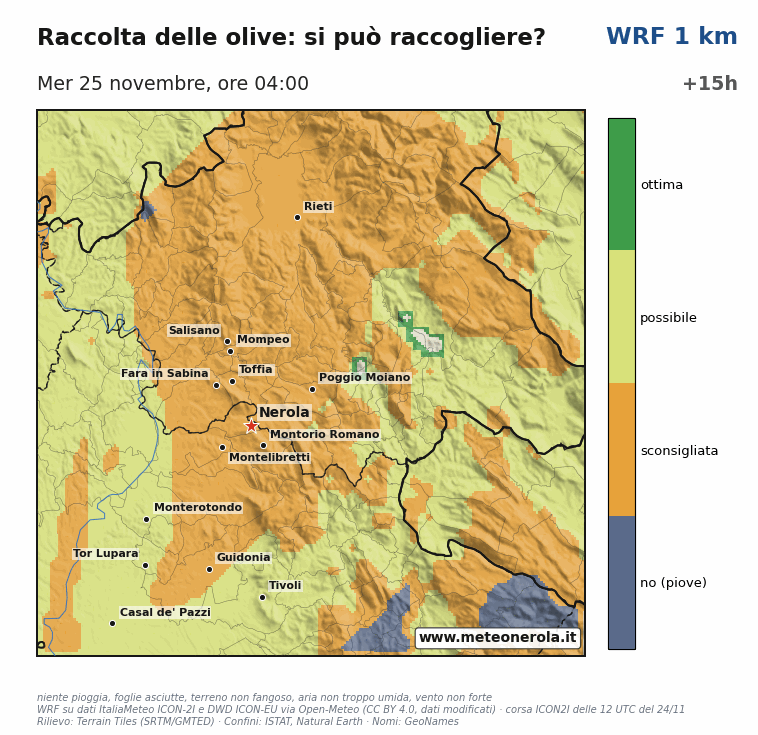 Raccolta delle olive: si può raccogliere?
WRF 1 km
Mer 25 novembre, ore 04:00
+15h
ottima
possibile
sconsigliata
no (piove)
Rieti
Salisano
Mompeo
Toffia
Fara in Sabina
Poggio Moiano
Nerola
Montorio Romano
Montelibretti
Monterotondo
Tor Lupara
Guidonia
Tivoli
Casal de' Pazzi
www.meteonerola.it
niente pioggia, foglie asciutte, terreno non fangoso, aria non troppo umida, vento non forte
WRF su dati ItaliaMeteo ICON-2I e DWD ICON-EU via Open-Meteo (CC BY 4.0, dati modificati) · corsa ICON2I delle 12 UTC del 24/11
Rilievo: Terrain Tiles (SRTM/GMTED) · Confini: ISTAT, Natural Earth · Nomi: GeoNames